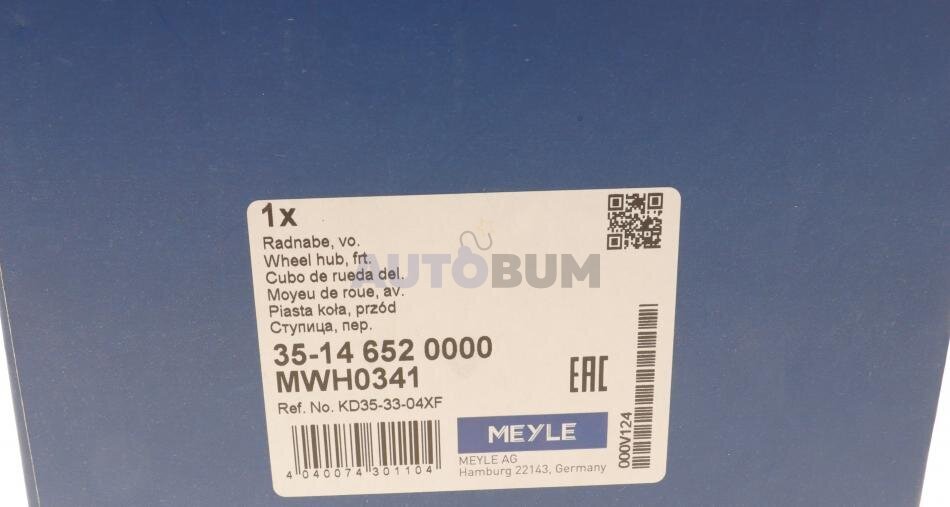 1x
Radnabe, vo.
Wheel hub, frt.
Cubo de rueda del.
Moyeu de roue, av.
Piasta koła, przód
Ступица, пер.
AUTOBUM
35-14 652 0000
MWH0341
EAC
Ref. No. KD35-33-04XF
MEYLE
MEYLE AG
Hamburg 22143, Germany
4 040074 301104
000V124